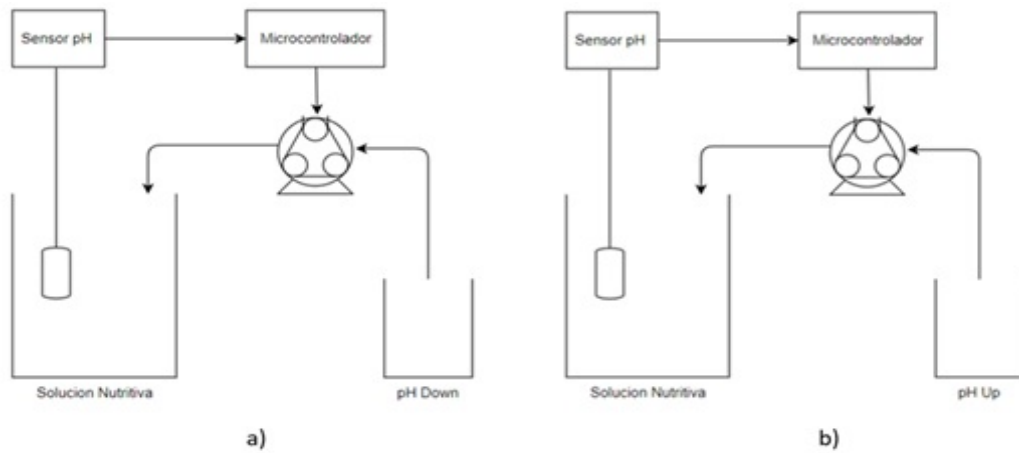 Sensor pH
Microcontrolador
Solucion Nutritiva
pH Down
a)
Sensor pH
Microcontrolador
Solucion Nutritiva
pH Up
b)